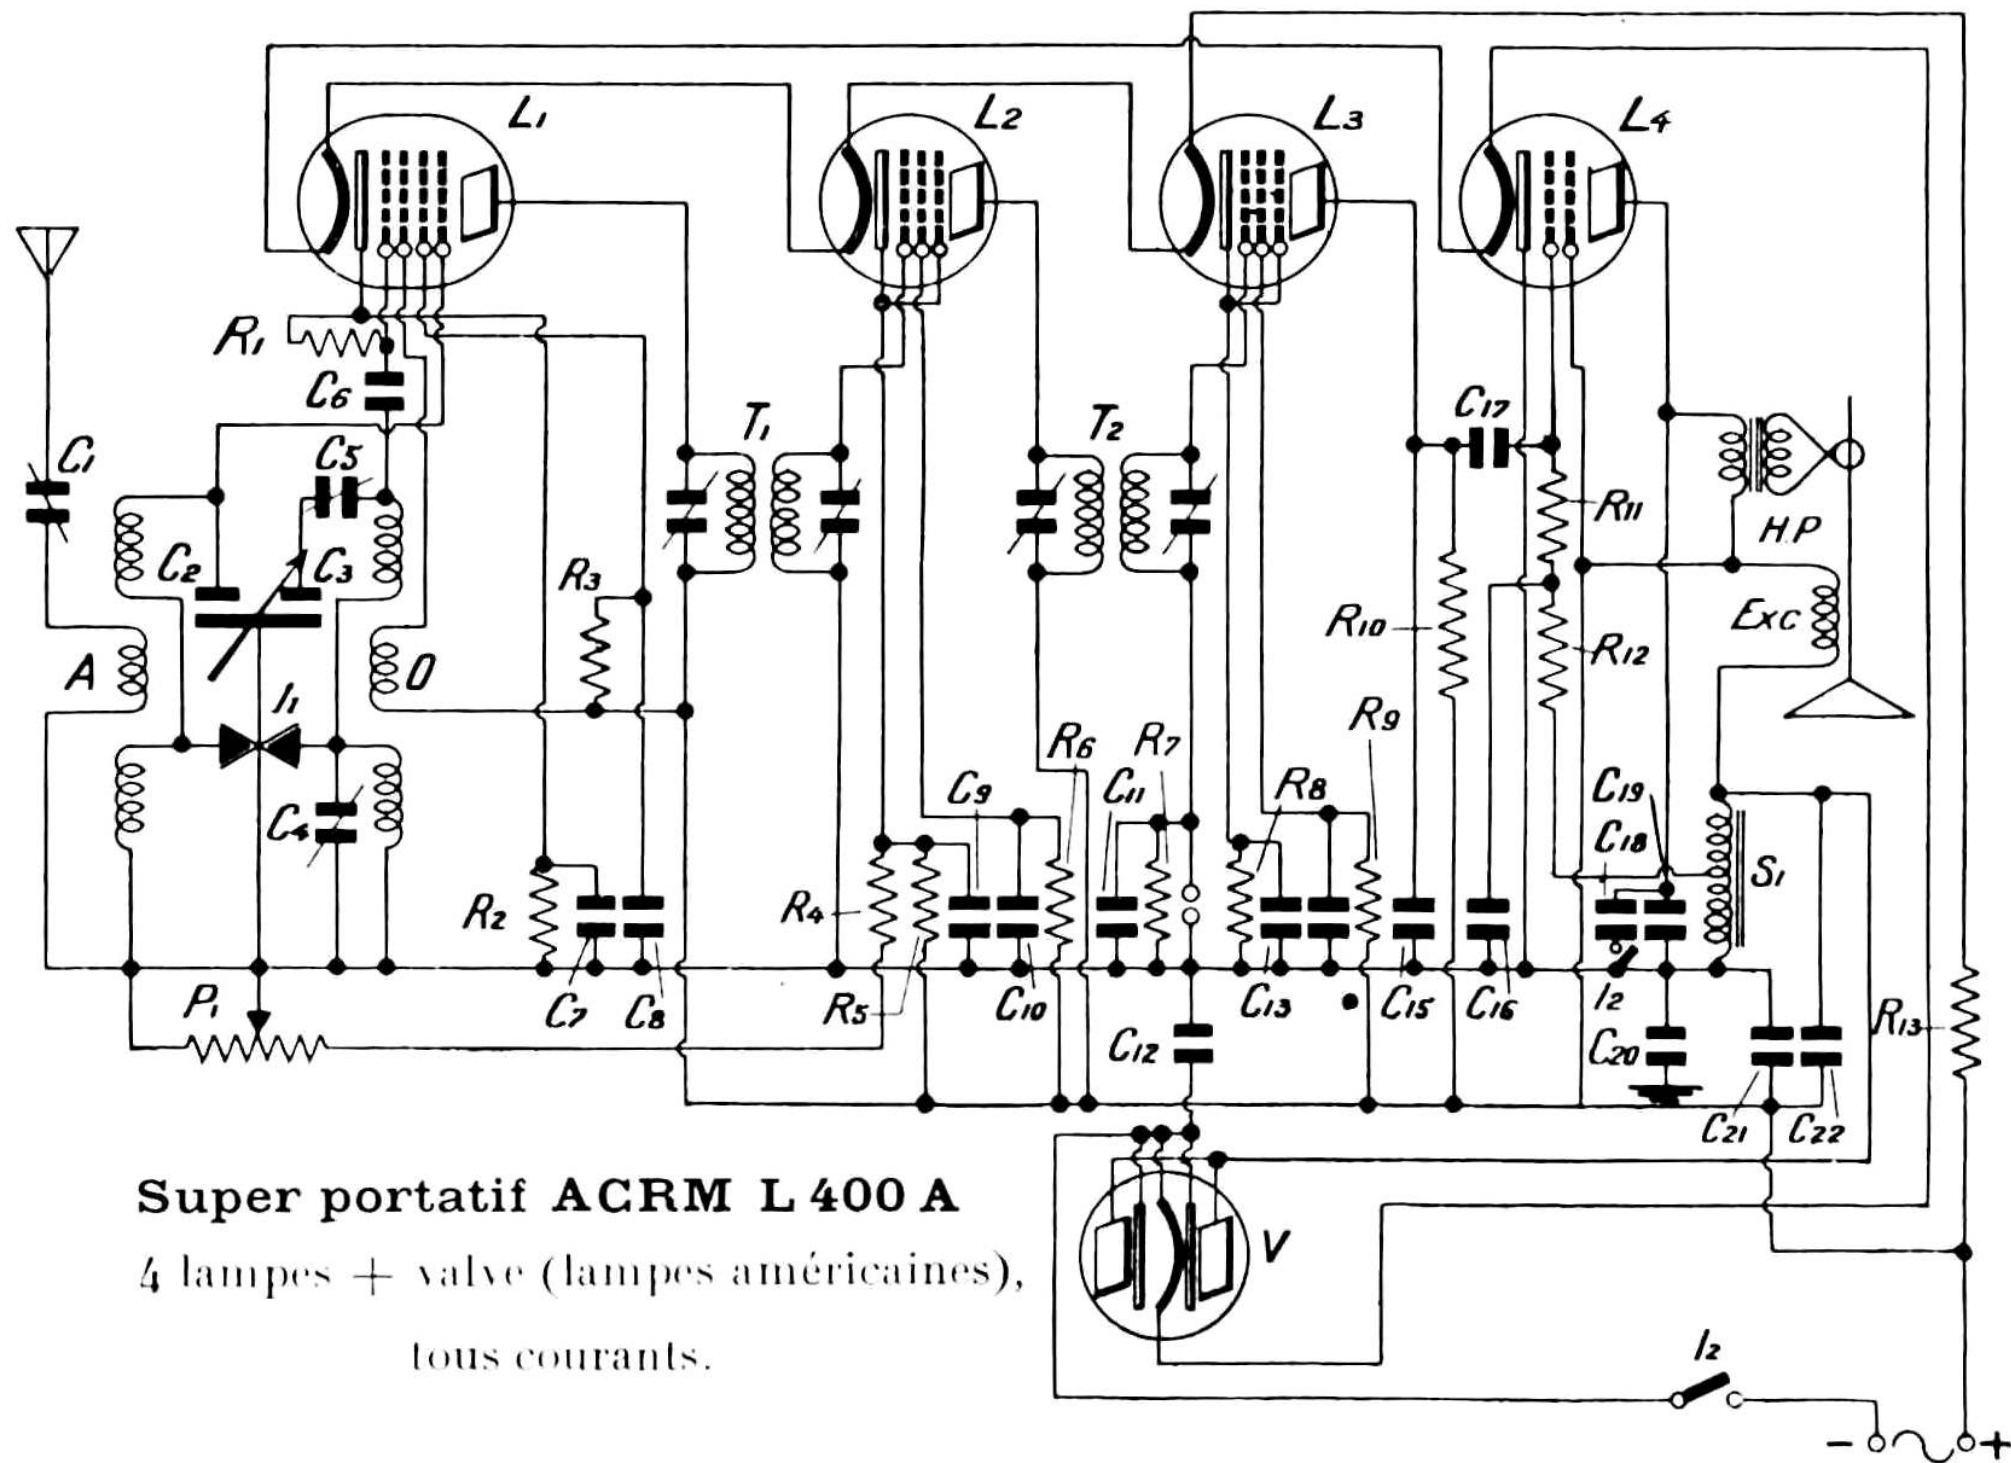 L1 L2 L3 L4
R1
C6
C1 C5 T1 T2 C17
C2 C3 R3 R11 H.P
A O I1 R10 R12 Exc
C4 R2 R4 C9 R6 C11 R7 R8 R9 C19
C18 S1
P1 C7 C8 R5 C10 C13 C15 C16 I2 R13
C12 C20
C21 C22
Super portatif ACRM L 400 A
4 lampes + valve (lampes américaines),
tous courants.
V
I2
- +